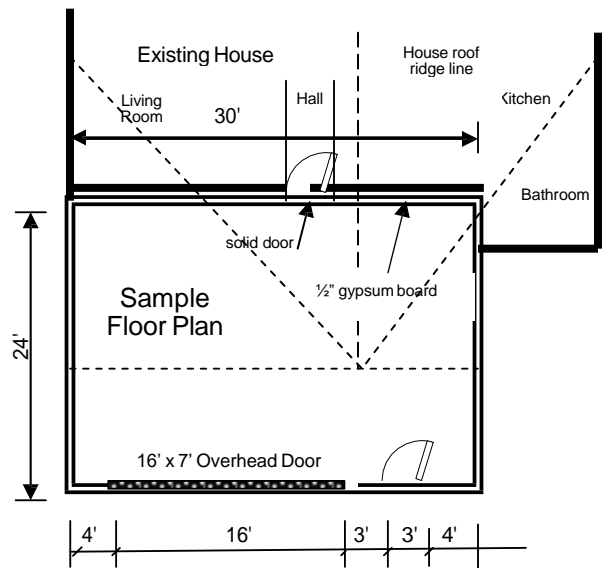 Existing House
House roof
ridge line
Living
Room
Hall
Kitchen
30'
Bathroom
solid door
½” gypsum board
Sample
Floor Plan
24'
16' x 7' Overhead Door
4'
16'
3'
3'
4'